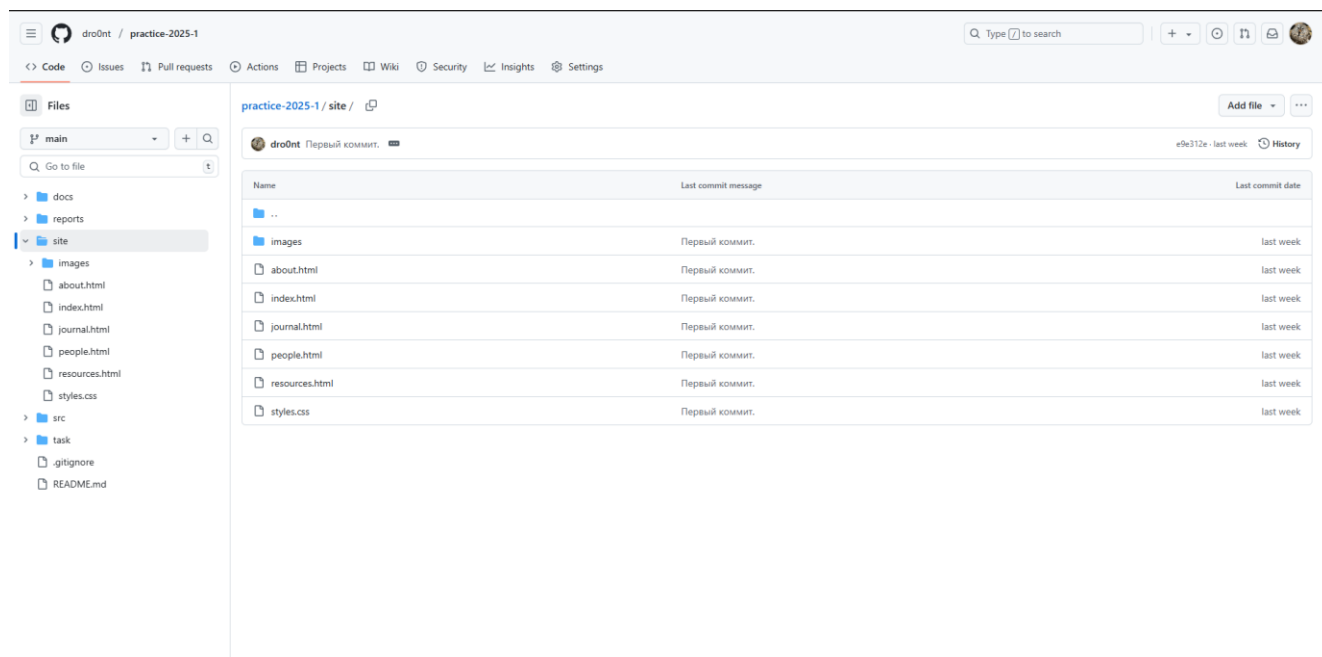 dro0nt / practice-2025-1 Type / to search
Code Issues Pull requests Actions Projects Wiki Security Insights Settings
Files
main
Go to file t
docs
reports
site
images
about.html
index.html
journal.html
people.html
resources.html
styles.css
src
task
.gitignore
README.md
practice-2025-1 / site / Add file
dro0nt Первый коммит. e9e312e · last week History
Name Last commit message Last commit date
..
images Первый коммит. last week
about.html Первый коммит. last week
index.html Первый коммит. last week
journal.html Первый коммит. last week
people.html Первый коммит. last week
resources.html Первый коммит. last week
styles.css Первый коммит. last week